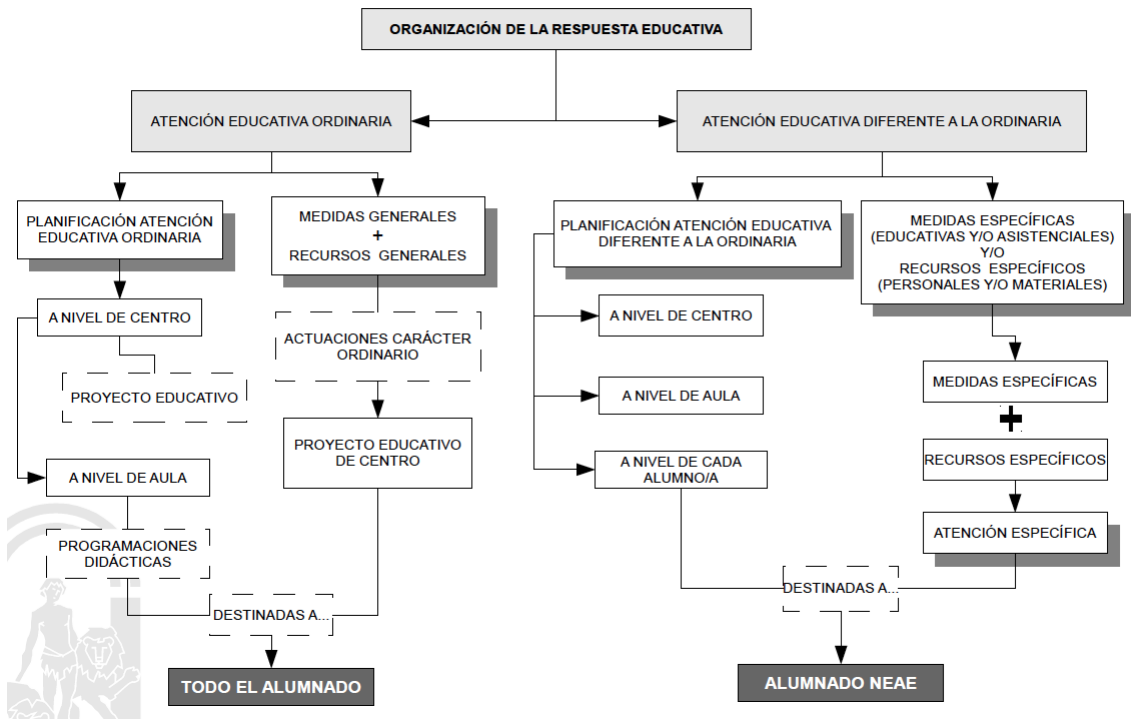 ORGANIZACIÓN DE LA RESPUESTA EDUCATIVA
ATENCIÓN EDUCATIVA ORDINARIA
ATENCIÓN EDUCATIVA DIFERENTE A LA ORDINARIA
PLANIFICACIÓN ATENCIÓN
EDUCATIVA ORDINARIA
MEDIDAS GENERALES
+
RECURSOS GENERALES
PLANIFICACIÓN ATENCIÓN EDUCATIVA
DIFERENTE A LA ORDINARIA
MEDIDAS ESPECÍFICAS
(EDUCATIVAS Y/O ASISTENCIALES)
Y/O
RECURSOS ESPECÍFICOS
(PERSONALES Y/O MATERIALES)
A NIVEL DE CENTRO
PROYECTO EDUCATIVO
A NIVEL DE AULA
PROGRAMACIONES
DIDÁCTICAS
ACTUACIONES CARÁCTER
ORDINARIO
PROYECTO EDUCATIVO
DE CENTRO
DESTINADAS A...
TODO EL ALUMNADO
A NIVEL DE CENTRO
A NIVEL DE AULA
A NIVEL DE CADA
ALUMNO/A
MEDIDAS ESPECÍFICAS
+
RECURSOS ESPECÍFICOS
ATENCIÓN ESPECÍFICA
DESTINADAS A...
ALUMNADO NEAE